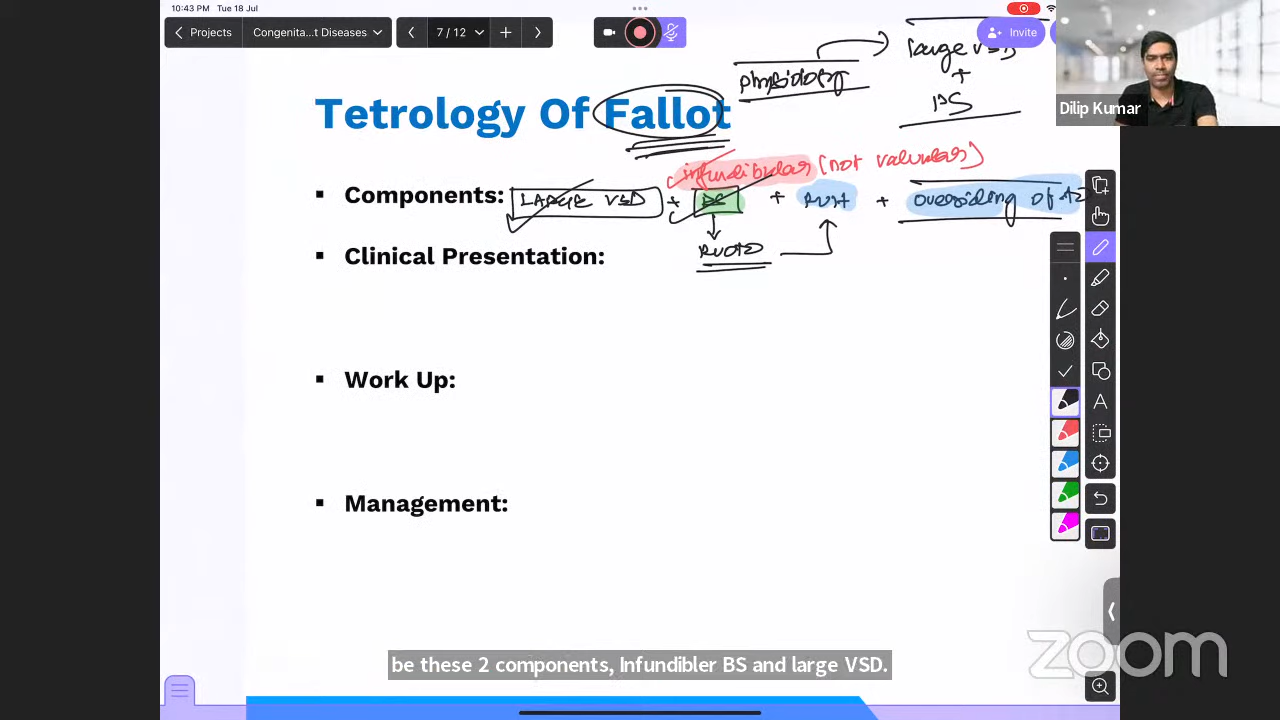 10:43 PM Tue 18 Jul
Projects
Congenita...t Diseases
7 / 12
Invite
large VSD
+
PS
physiology
Dilip Kumar
Tetrology Of Fallot
infundibular (not valvular)
Components: LARGE VSD + PS + RVH + overriding of A
RVOTO
Clinical Presentation:
Work Up:
Management:
A
zoom
be these 2 components, Infundibler BS and large VSD.